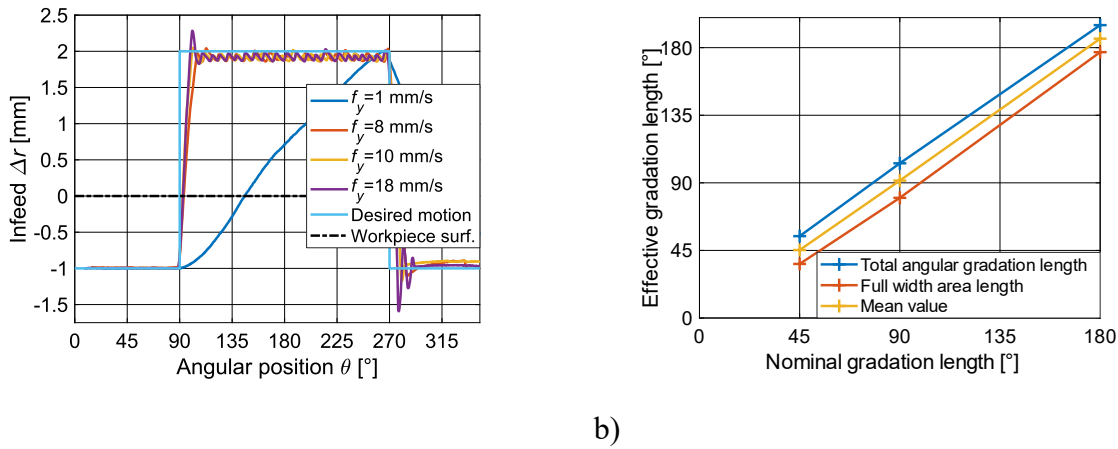 2.5
2
1.5
1
0.5
0
-0.5
-1
-1.5
Infeed Δr [mm]
f_y=1 mm/s
f_y=8 mm/s
f_y=10 mm/s
f_y=18 mm/s
Desired motion
Workpiece surf.
0 45 90 135 180 225 270 315
Angular position θ [°]
180
135
90
45
0
Effective gradation length [°]
Total angular gradation length
Full width area length
Mean value
0 45 90 135 180
Nominal gradation length [°]
b)